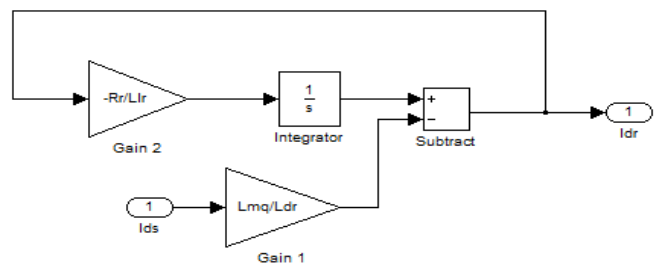 -Rr/Llr
Gain 2
1
s
Integrator
+
−
Subtract
1
Idr
1
Ids
Lmq/Ldr
Gain 1